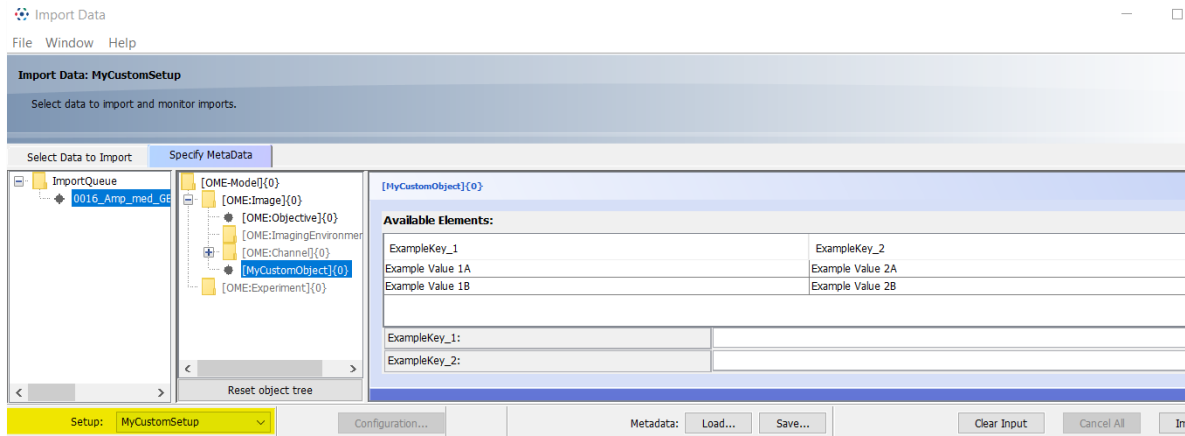 Import Data
File Window Help
Import Data: MyCustomSetup
Select data to import and monitor imports.
Select Data to Import Specify MetaData
ImportQueue
0016_Amp_med_GE
[OME-Model]{0}
[OME:Image]{0}
[OME:Objective]{0}
[OME:ImagingEnvironmer
[OME:Channel]{0}
[MyCustomObject]{0}
[OME:Experiment]{0}
Reset object tree
[MyCustomObject]{0}
Available Elements:
ExampleKey_1 ExampleKey_2
Example Value 1A Example Value 2A
Example Value 1B Example Value 2B
ExampleKey_1:
ExampleKey_2:
Setup: MyCustomSetup Configuration... Metadata: Load... Save... Clear Input Cancel All Im